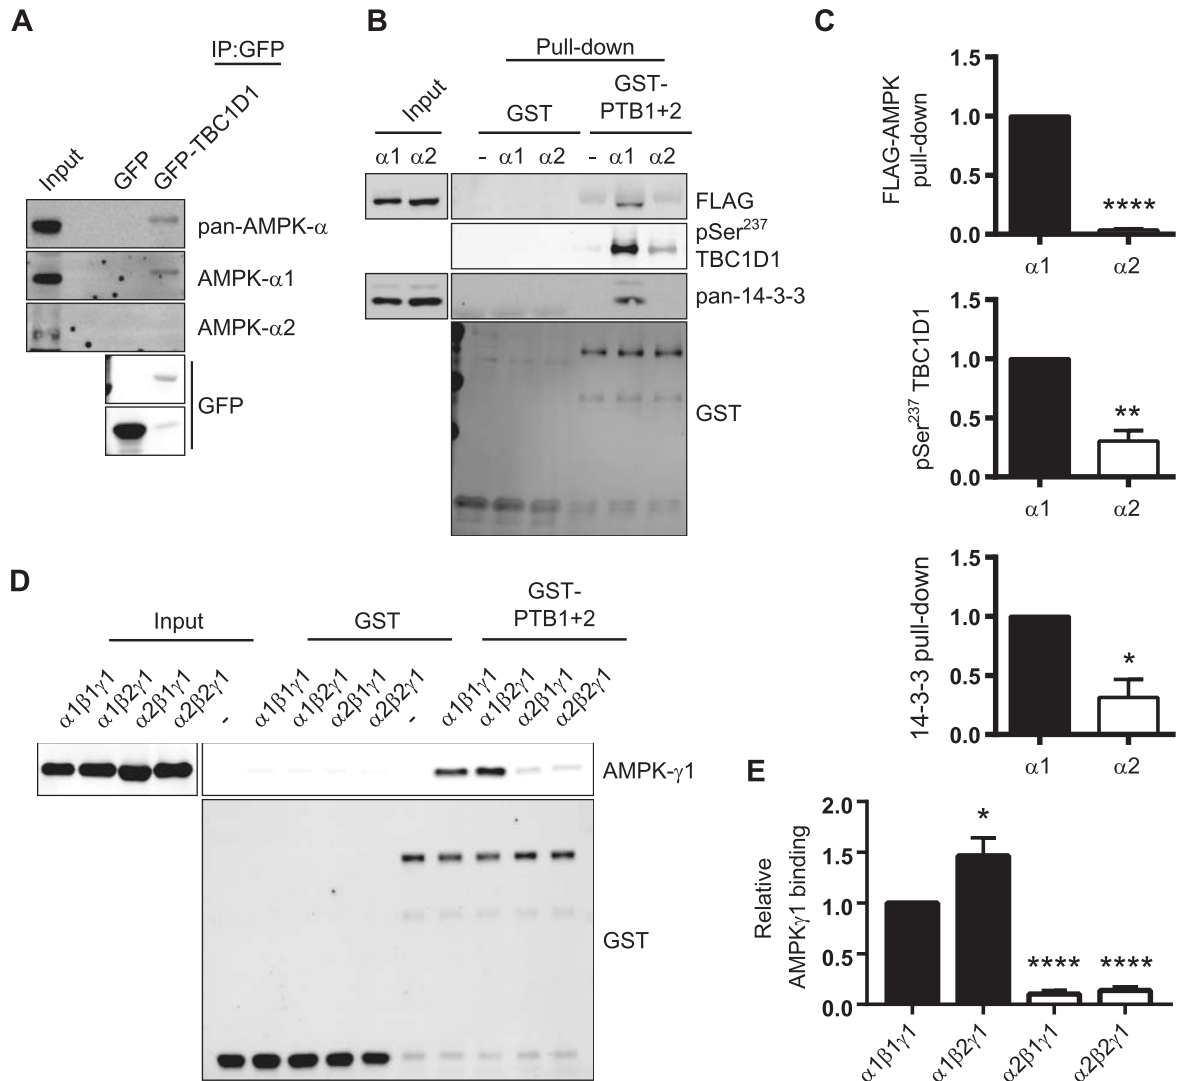 A
IP:GFP
Input
GFP
GFP-TBC1D1
pan-AMPK-α
AMPK-α1
AMPK-α2
GFP
B
Pull-down
Input
GST
GST-
PTB1+2
α1 α2
- α1 α2
- α1 α2
FLAG
pSer237
TBC1D1
pan-14-3-3
GST
C
FLAG-AMPK
pull-down
1.5
1.0
0.5
0.0
****
α1 α2
pSer237 TBC1D1
1.5
1.0
0.5
0.0
**
α1 α2
14-3-3 pull-down
1.5
1.0
0.5
0.0
*
α1 α2
D
Input
GST
GST-
PTB1+2
α1β1γ1
α1β2γ1
α2β1γ1
α2β2γ1
-
α1β1γ1
α1β2γ1
α2β1γ1
α2β2γ1
-
α1β1γ1
α1β2γ1
α2β1γ1
α2β2γ1
AMPK-γ1
GST
E
Relative
AMPKγ1 binding
2.0
1.5
1.0
0.5
0.0
*
****
****
α1β1γ1
α1β2γ1
α2β1γ1
α2β2γ1